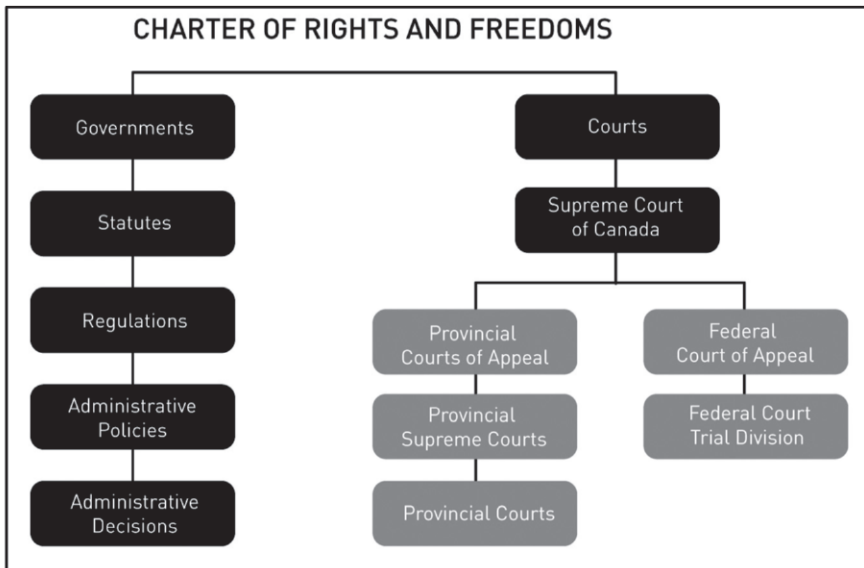 CHARTER OF RIGHTS AND FREEDOMS
Governments
Statutes
Regulations
Administrative
Policies
Administrative
Decisions
Courts
Supreme Court
of Canada
Provincial
Courts of Appeal
Provincial
Supreme Courts
Provincial Courts
Federal
Court of Appeal
Federal Court
Trial Division